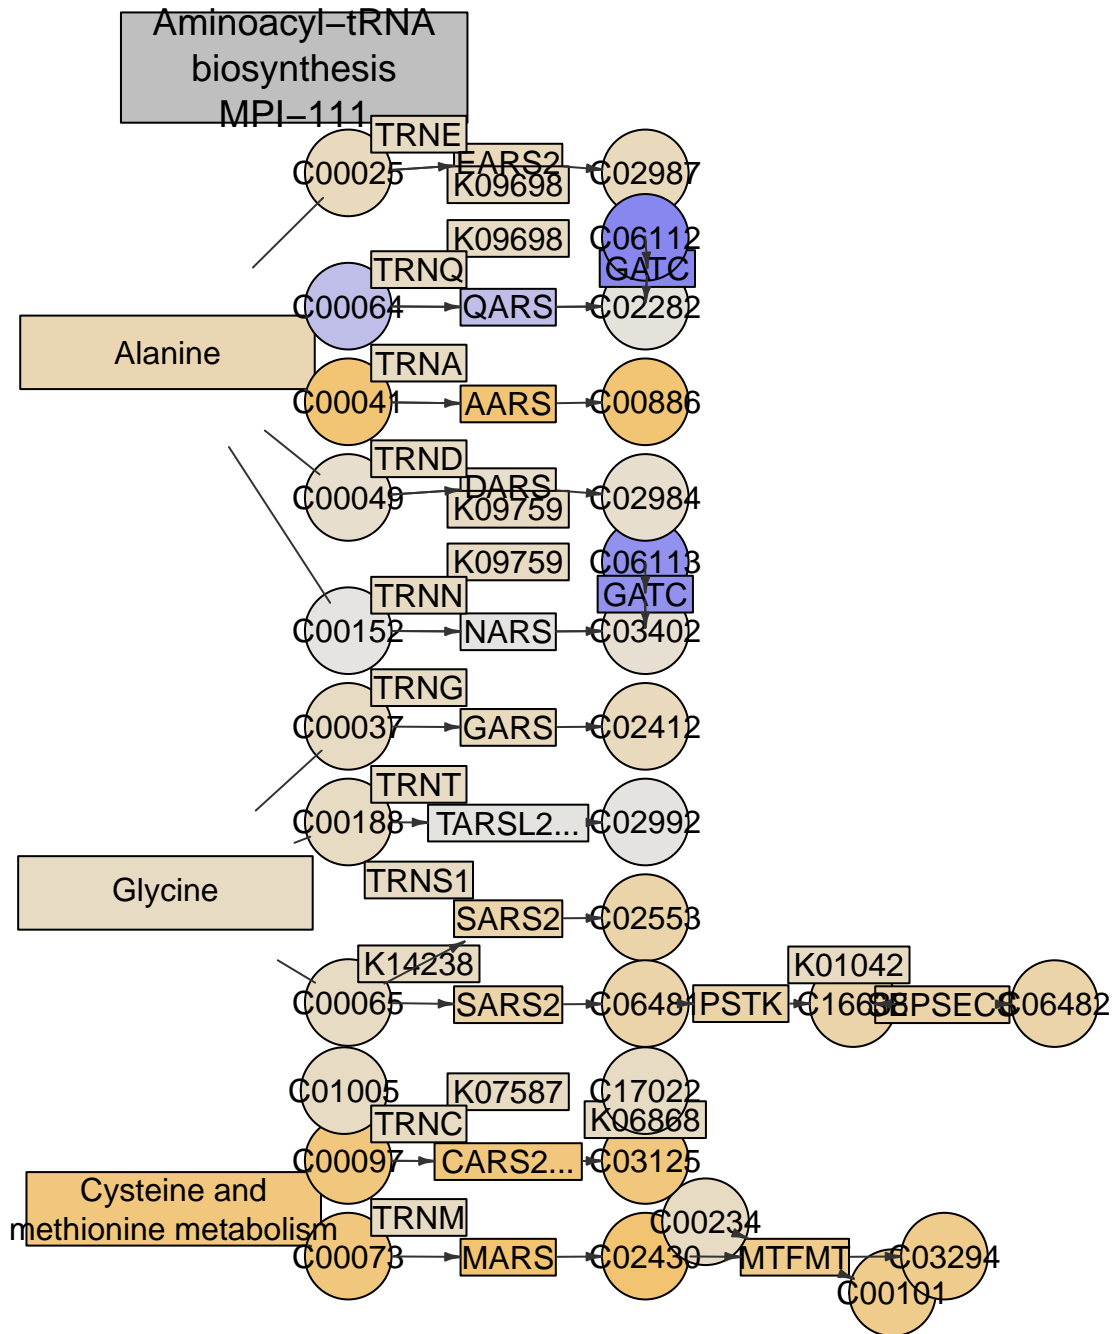 Aminoacyl−tRNA
biosynthesis
MPI−111
TRNE
C00025
EARS2
K09698
C02987
K09698
C06112
TRNQ
GATC
C00064
QARS
C02282
Alanine
TRNA
C00041
AARS
C00886
TRND
C00049
DARS
K09759
C02984
K09759
C06113
TRNN
GATC
C00152
NARS
C03402
TRNG
C00037
GARS
C02412
TRNT
C00188
TARSL2...
C02992
Glycine
TRNS1
SARS2
C02553
K14238
K01042
C00065
SARS2
C06481
PSTK
SEPSECS
C06482
C01005
K07587
C17022
TRNC
K06868
C00097
CARS2...
C03125
Cysteine and
methionine metabolism
TRNM
C00234
C00073
MARS
C02430
MTFMT
C03294
C00101